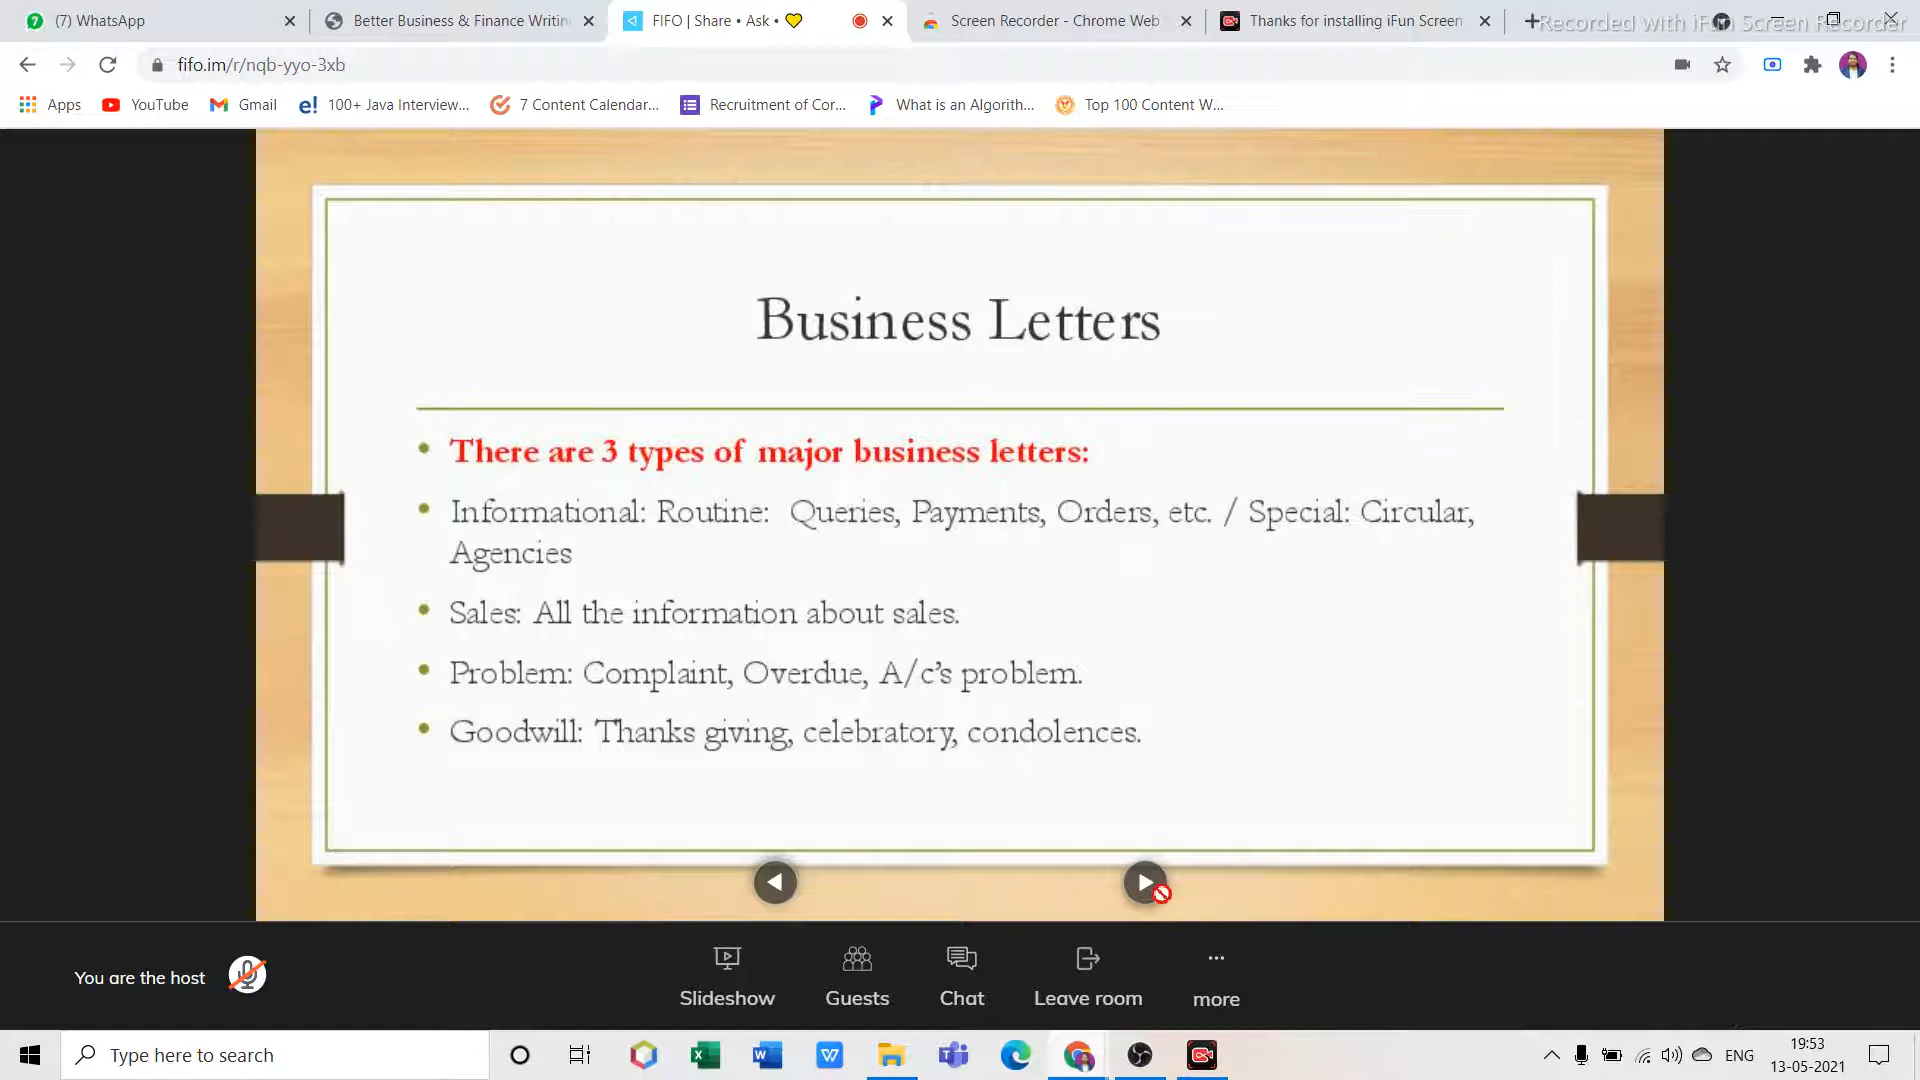 (7) WhatsApp
Better Business & Finance Writin
FIFO | Share • Ask • 💛
Screen Recorder - Chrome Web
Thanks for installing iFun Screen
Recorded with iFun Screen Recorder
fifo.im/r/nqb-yyo-3xb
Apps
YouTube
Gmail
100+ Java Interview...
7 Content Calendar...
Recruitment of Cor...
What is an Algorith...
Top 100 Content W...
Business Letters
• There are 3 types of major business letters:
• Informational: Routine: Queries, Payments, Orders, etc. / Special: Circular,
Agencies
• Sales: All the information about sales.
• Problem: Complaint, Overdue, A/c’s problem.
• Goodwill: Thanks giving, celebratory, condolences.
You are the host
Slideshow
Guests
Chat
Leave room
more
Type here to search
ENG
19:53
13-05-2021